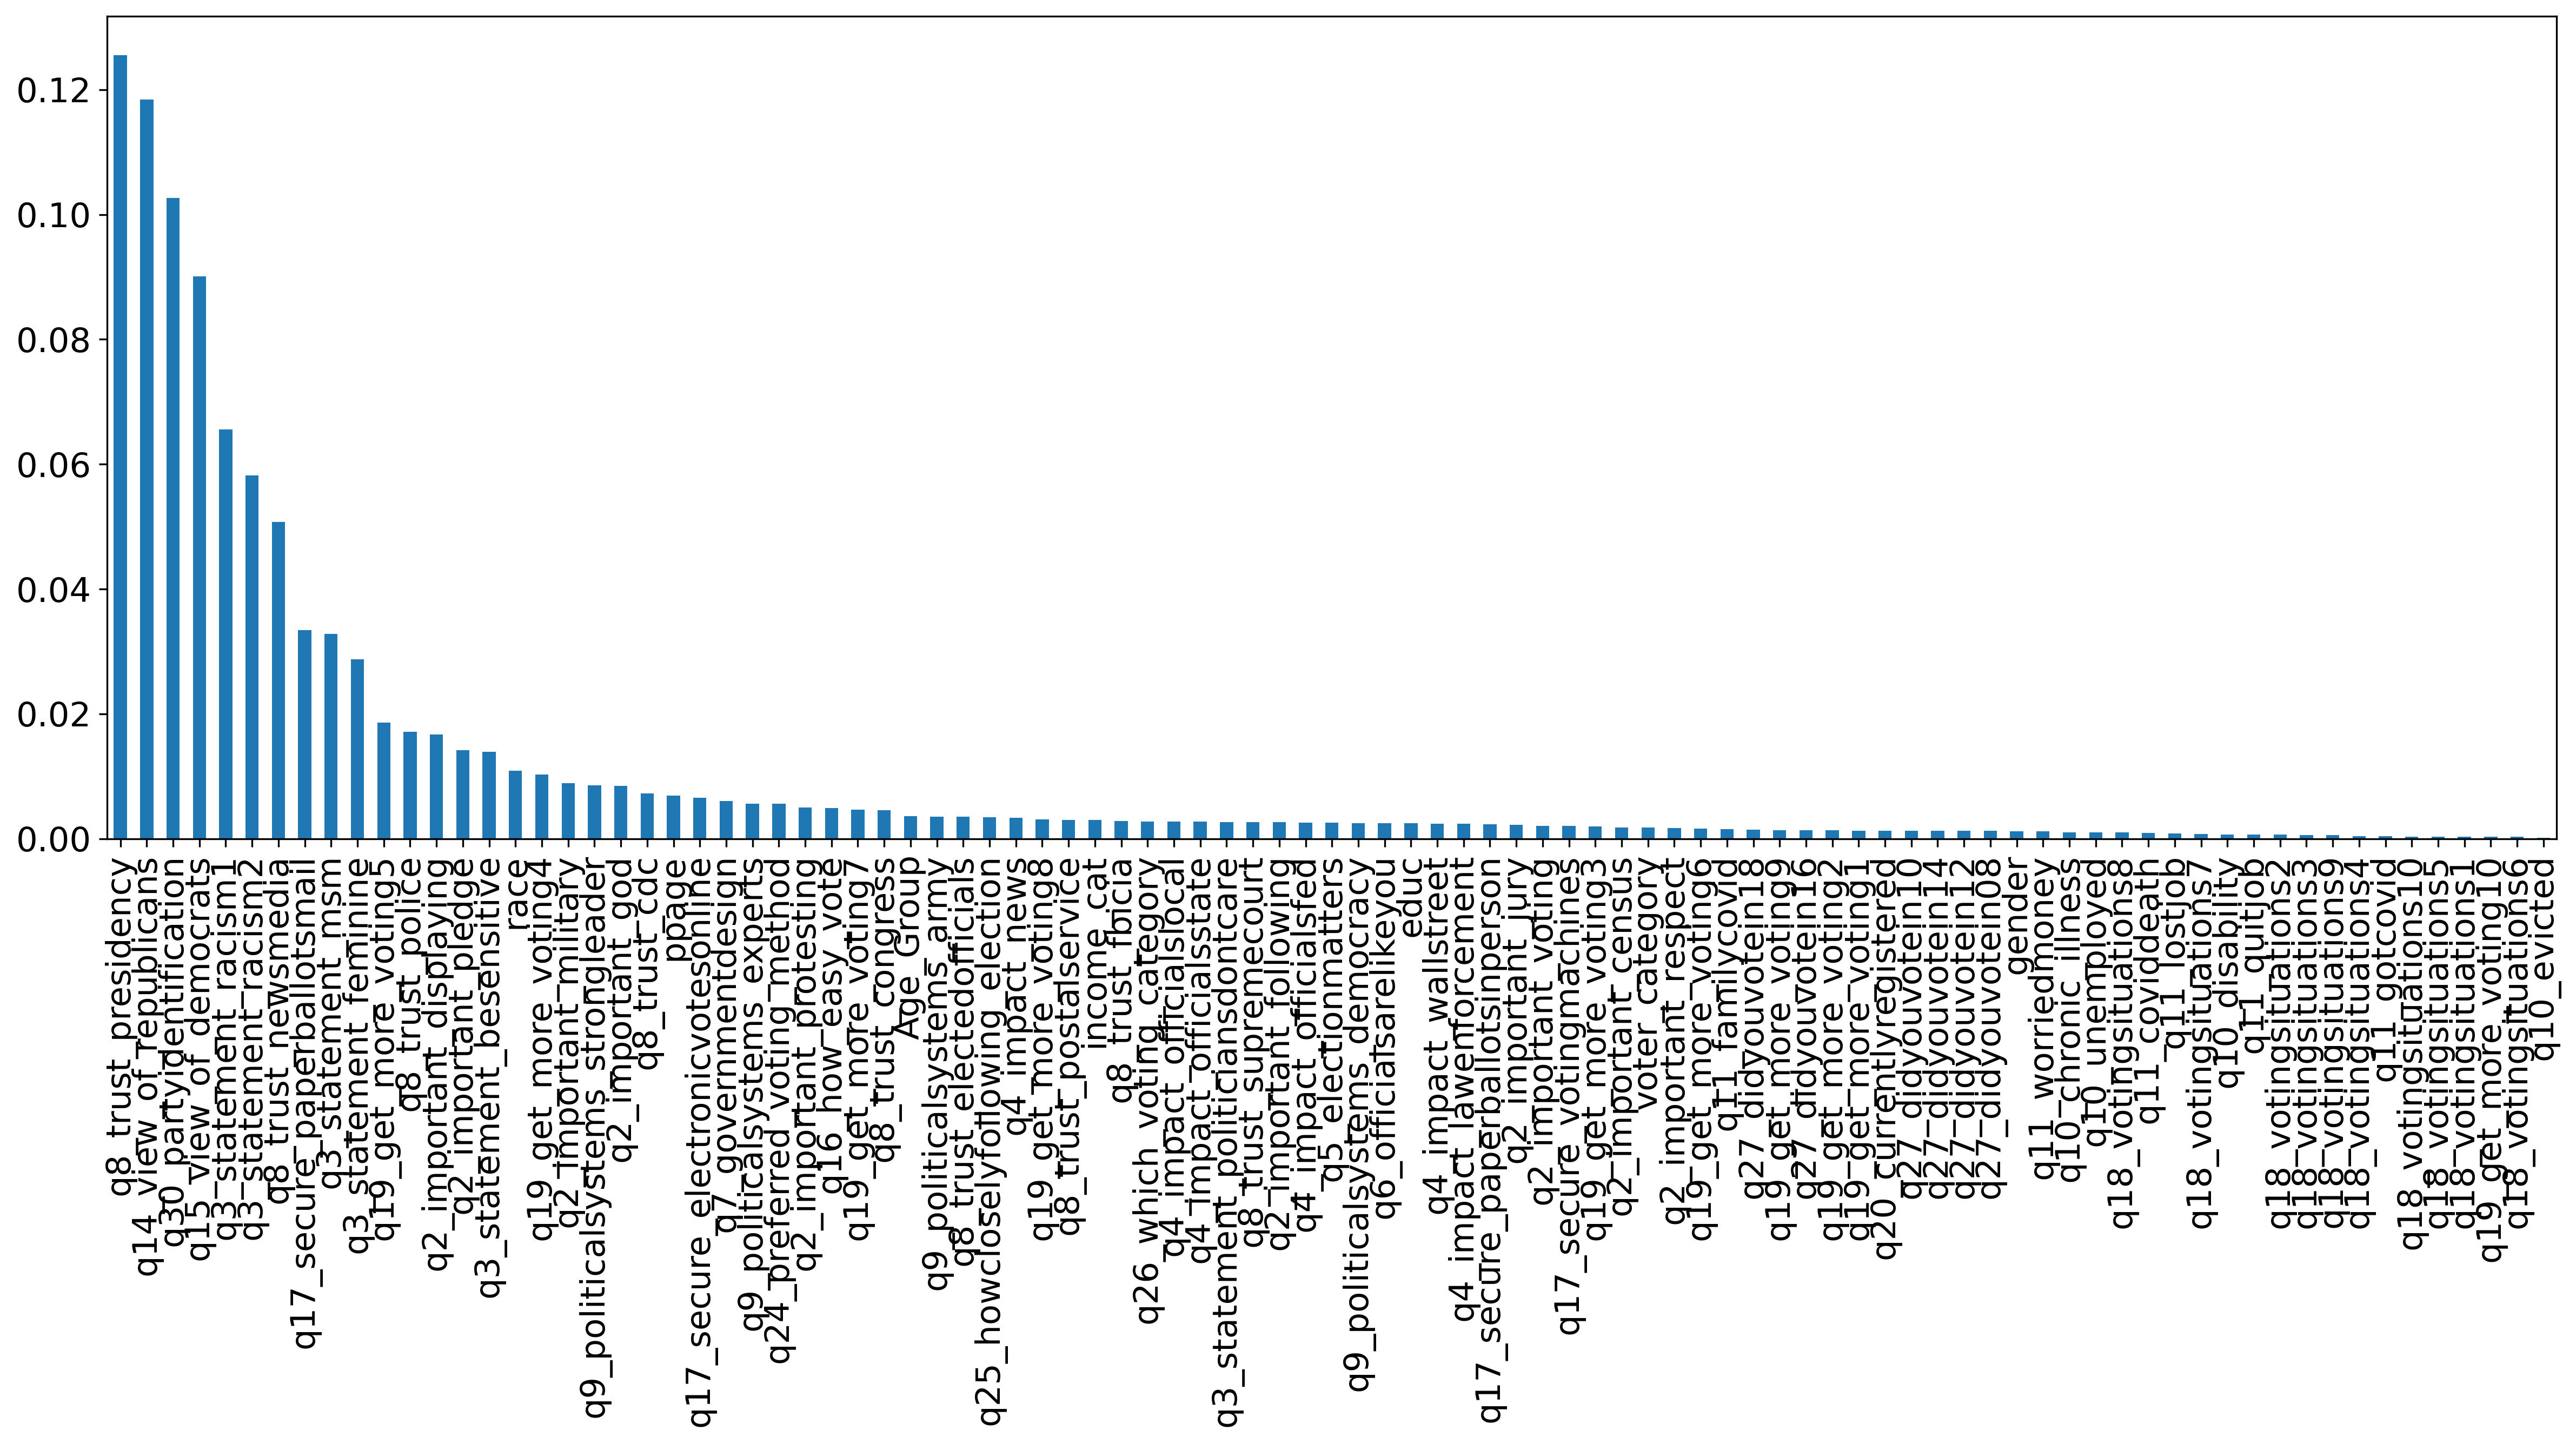 0.12
0.10
0.08
0.06
0.04
0.02
0.00
q8_trust_presidency
q14_view_of_republicans
q30_partyidentification
q15_view_of_democrats
q3_statement_racism1
q3_statement_racism2
q8_trust_newsmedia
q17_secure_paperballotsmail
q3_statement_msm
q3_statement_feminine
q19_get_more_voting5
q8_trust_police
q2_important_displaying
q2_important_pledge
q3_statement_besensitive
race
q19_get_more_voting4
q2_important_military
q9_politicalsystems_strongleader
q2_important_god
q8_trust_cdc
ppage
q17_secure_electronicvotesonline
q7_governmentdesign
q9_politicalsystems_experts
q24_preferred_voting_method
q2_important_protesting
q16_how_easy_vote
q19_get_more_voting7
q8_trust_congress
Age_Group
q9_politicalsystems_army
q8_trust_electedofficials
q25_howcloselyfollowing_election
q4_impact_news
q19_get_more_voting8
q8_trust_postalservice
income_cat
q8_trust_fbicia
q26_which_voting_category
q4_impact_officialslocal
q4_impact_officialsstate
q3_statement_politiciansdontcare
q8_trust_supremecourt
q2_important_following
q4_impact_officialsfed
q5_electionmatters
q9_politicalsystems_democracy
q6_officialsarelikeyou
educ
q4_impact_wallstreet
q4_impact_lawenforcement
q17_secure_paperballotsinperson
q2_important_jury
q2_important_voting
q17_secure_votingmachines
q19_get_more_voting3
q2_important_census
voter_category
q2_important_respect
q19_get_more_voting6
q11_familycovid
q27_didyouvotein18
q19_get_more_voting9
q27_didyouvotein16
q19_get_more_voting2
q19_get_more_voting1
q20_currentlyregistered
q27_didyouvotein10
q27_didyouvotein14
q27_didyouvotein12
q27_didyouvotein08
gender
q11_worriedmoney
q10_chronic_illness
q10_unemployed
q18_votingsituations8
q11_covideath
q11_lostjob
q18_votingsituations7
q10_disability
q11_quitjob
q18_votingsituations2
q18_votingsituations3
q18_votingsituations9
q18_votingsituations4
q11_gotcovid
q18_votingsituations10
q18_votingsituations5
q18_votingsituations1
q19_get_more_voting10
q18_votingsituations6
q10_evicted